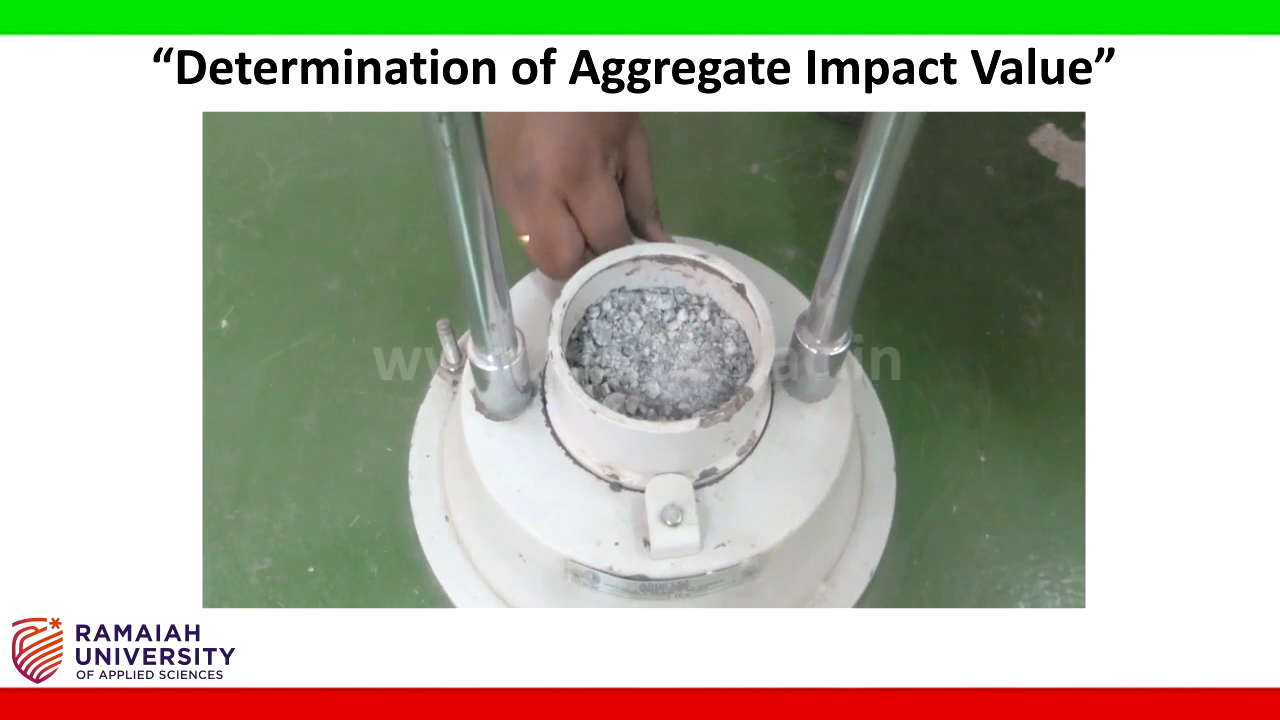 “Determination of Aggregate Impact Value”
RAMAIAH
UNIVERSITY
OF APPLIED SCIENCES